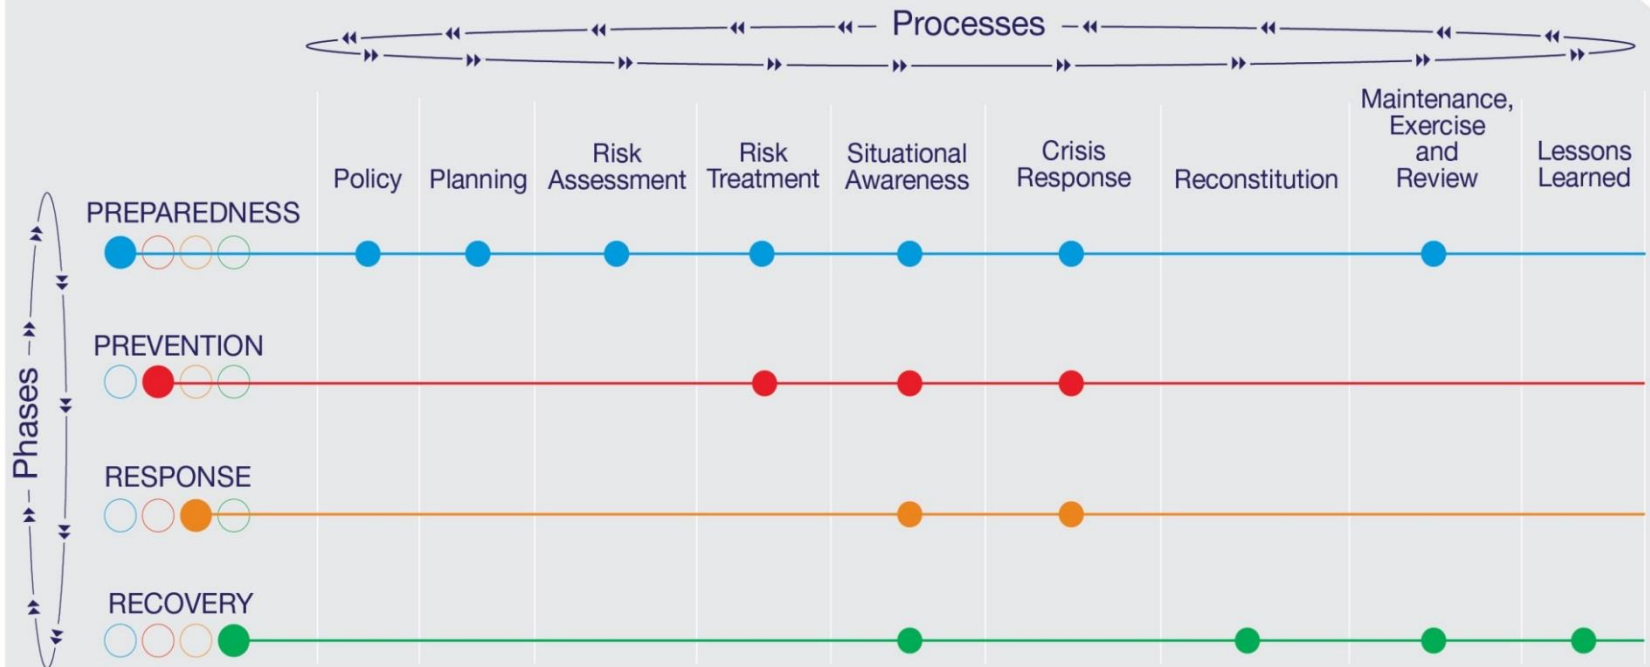 Processes
Policy
Planning
Risk
Assessment
Risk
Treatment
Situational
Awareness
Crisis
Response
Reconstitution
Maintenance,
Exercise
and
Review
Lessons
Learned
Phases
PREPAREDNESS
PREVENTION
RESPONSE
RECOVERY